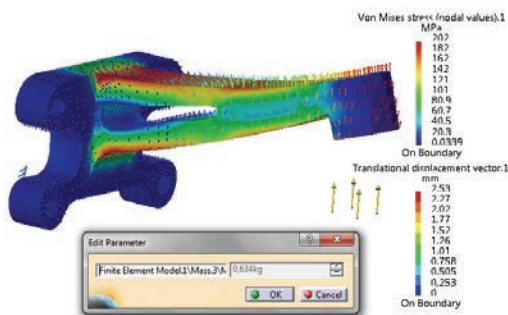 Von Mises stress (nodal values).1
MPa
202
182
162
142
121
101
80.9
60.7
40.5
20.3
0.0339
On Boundary
Translational displacement vector.1
mm
2.53
2.27
2.02
1.77
1.52
1.26
1.01
0.758
0.505
0,253
0
On Boundary
Edit Parameter
Finite Element Model.1\Mass.3\M
0,634kg
OK
Cancel